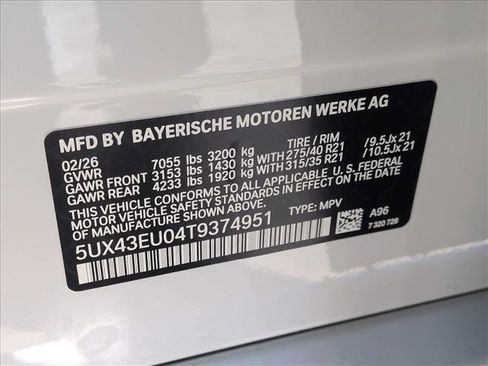 MFD BY BAYERISCHE MOTOREN WERKE AG
02/26 TIRE / RIM
GVWR 7055 lbs 3200 kg
GAWR FRONT 3153 lbs 1430 kg WITH 275/40 R21 /9.5Jx21
GAWR REAR 4233 lbs 1920 kg WITH 315/35 R21 /10.5Jx21
THIS VEHICLE CONFORMS TO ALL APPLICABLE U.S. FEDERAL
MOTOR VEHICLE SAFETY STANDARDS IN EFFECT ON THE DATE
OF MANUFACTURE SHOWN ABOVE.
5UX43EU04T9374951 TYPE: MPV
A96
7 320 729